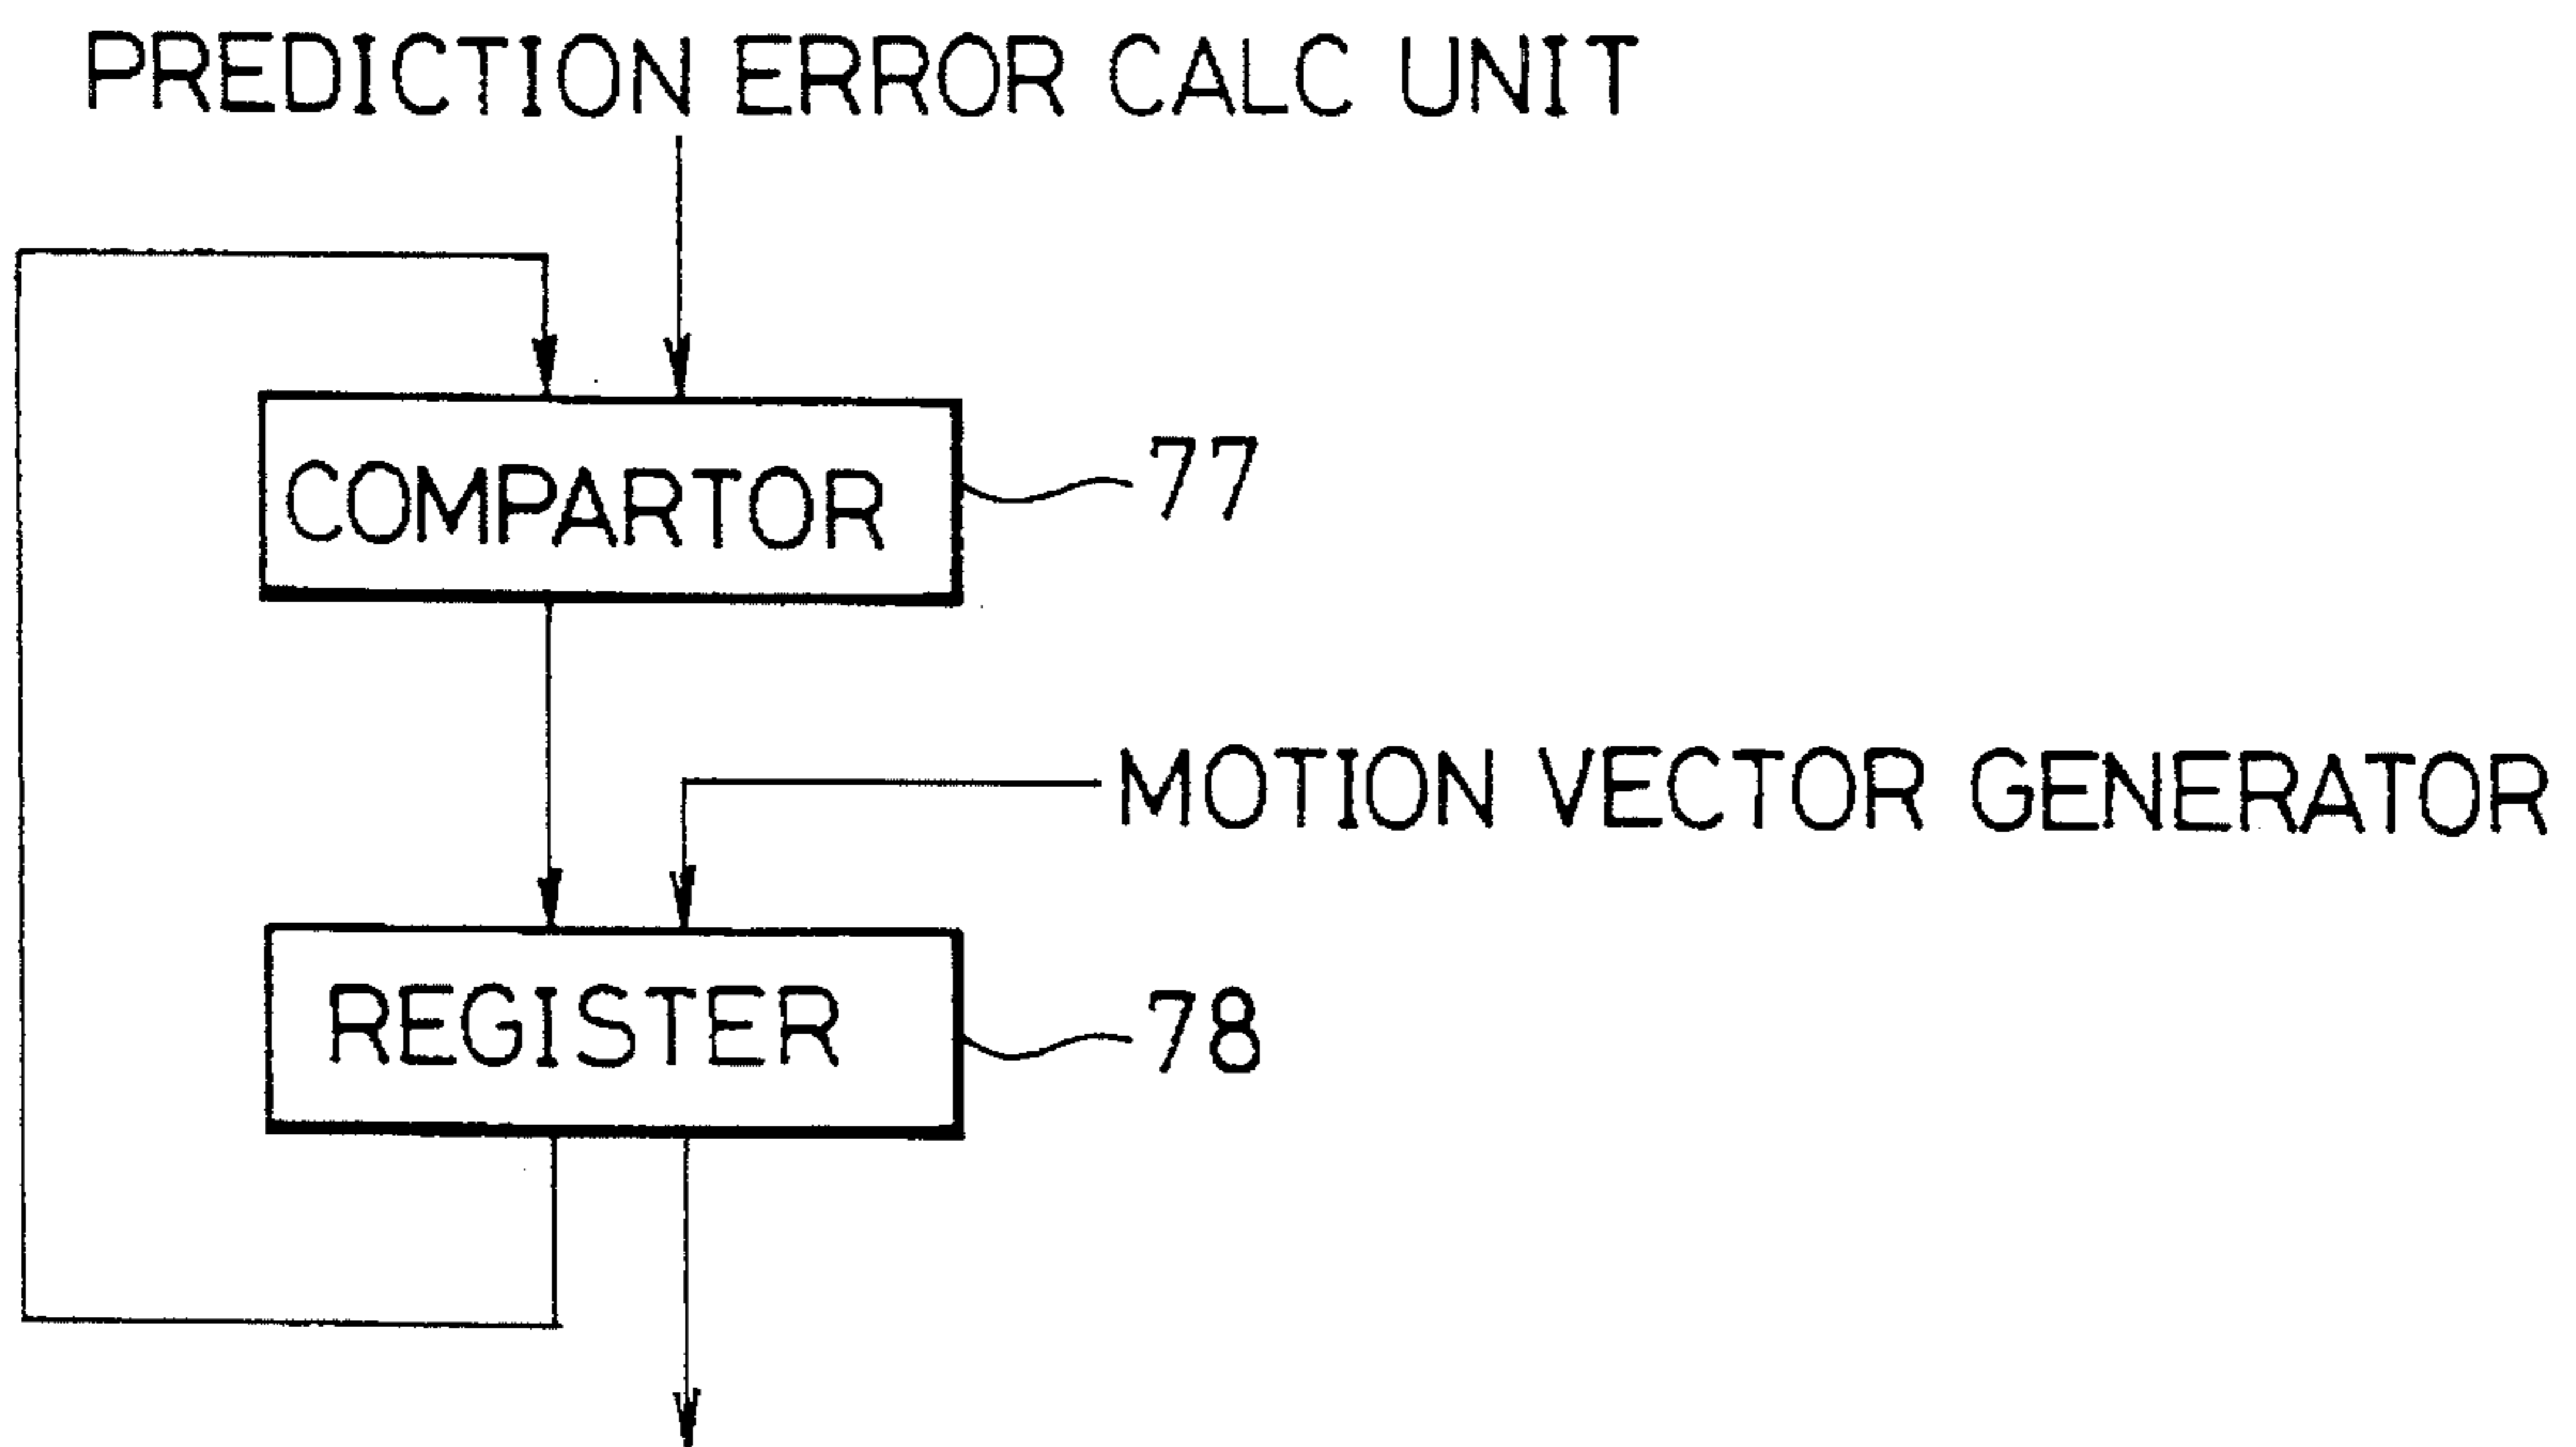 PREDICTION ERROR CALC UNIT
COMPARTOR
77
MOTION VECTOR GENERATOR
REGISTER
78